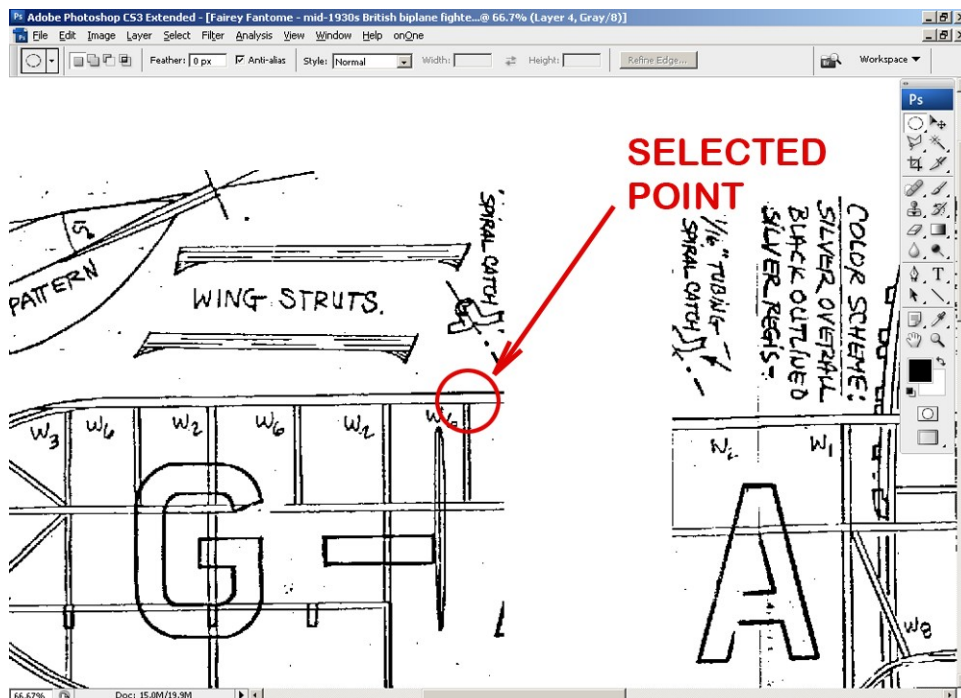 Adobe Photoshop CS3 Extended - [Fairey Fantome - mid-1930s British biplane fighte...@ 66.7% (Layer 4, Gray/8)]
File Edit Image Layer Select Filter Analysis View Window Help onOne
Feather: 0 px Anti-alias Style: Normal Width: Height: Refine Edge... Workspace
Ps
SELECTED
POINT
PATTERN
WING STRUTS.
SPIRAL CATCH
COLOR SCHEME:
SILVER OVERALL
BLACK OUTLINED
SILVER REGIS-
1/16" TUBING
SPIRAL CATCH
W3 W6 W2 W6 W2 W6
W1
G-
A
W8
66.67% Doc: 15.0M/19.9M